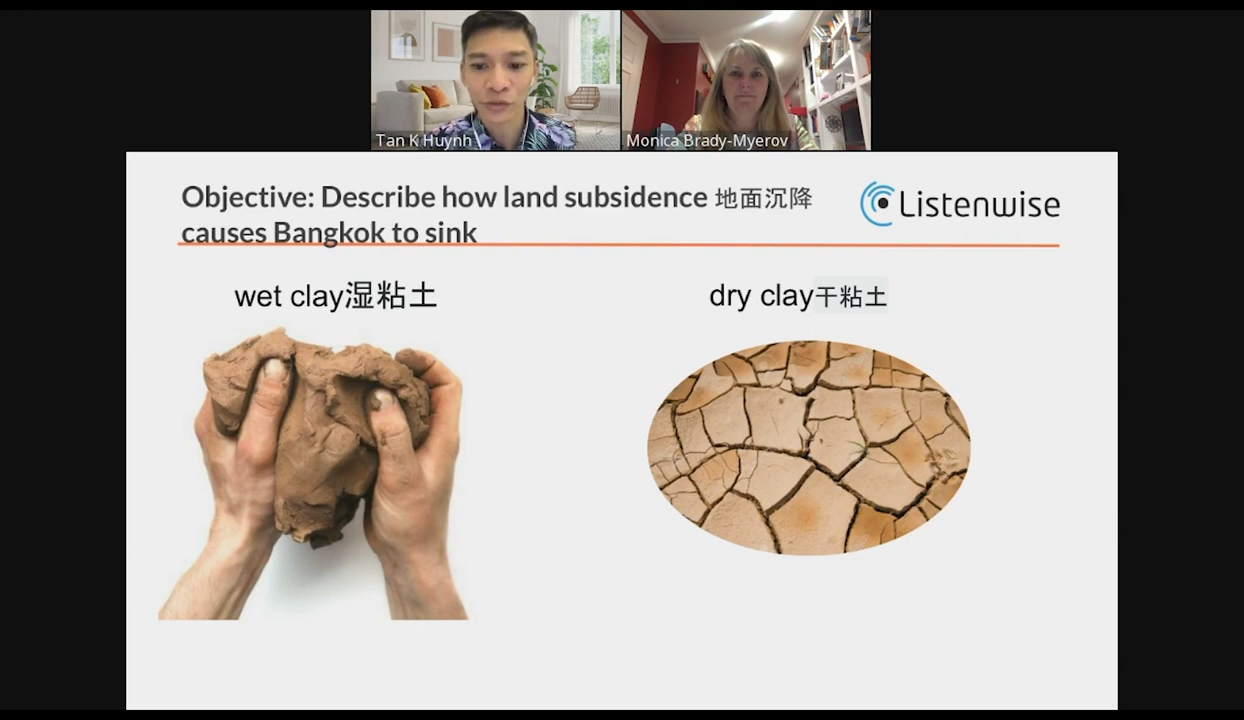 Tan K Huynh
Monica Brady-Myerov
Objective: Describe how land subsidence 地面沉降
causes Bangkok to sink
Listenwise
wet clay湿粘土
dry clay干粘土